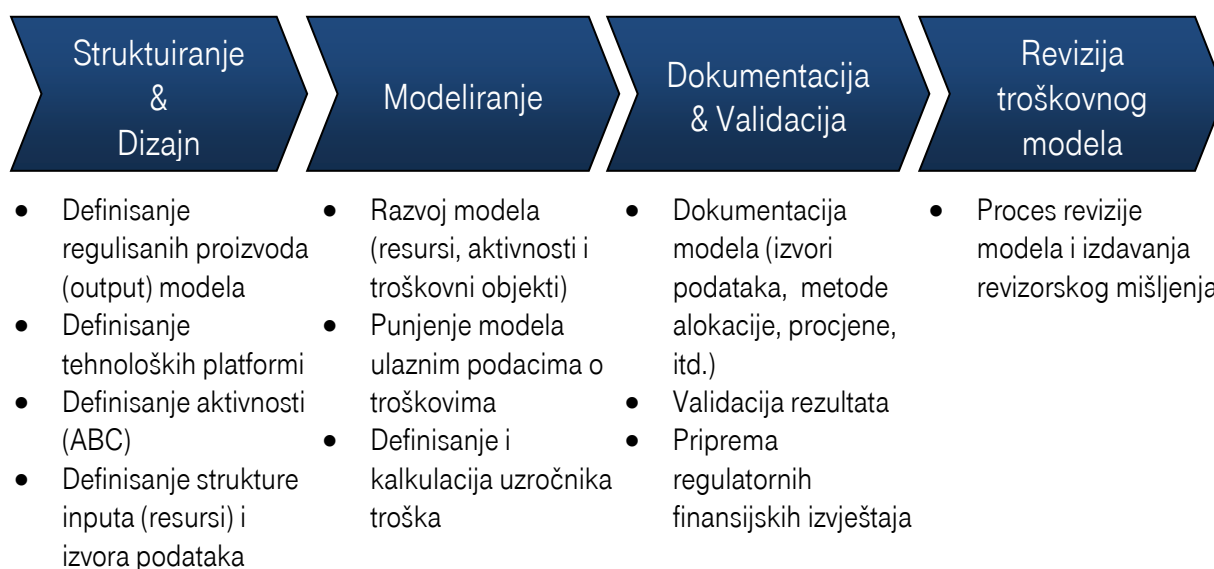 Struktuiranje
&
Dizajn
Modeliranje
Dokumentacija
& Validacija
Revizija
troškovnog
modela
• Definisanje
regulisanih proizvoda
(output) modela
• Definisanje
tehnoloških platformi
• Definisanje aktivnosti
(ABC)
• Definisanje strukture
inputa (resursi) i
izvora podataka
• Razvoj modela
(resursi, aktivnosti i
troškovni objekti)
• Punjenje modela
ulaznim podacima o
troškovima
• Definisanje i
kalkulacija uzročnika
troška
• Dokumentacija
modela (izvori
podataka, metode
alokacije, procjene,
itd.)
• Validacija rezultata
• Priprema
regulatornih
finansijskih izvještaja
• Proces revizije
modela i izdavanja
revizorskog mišljenja